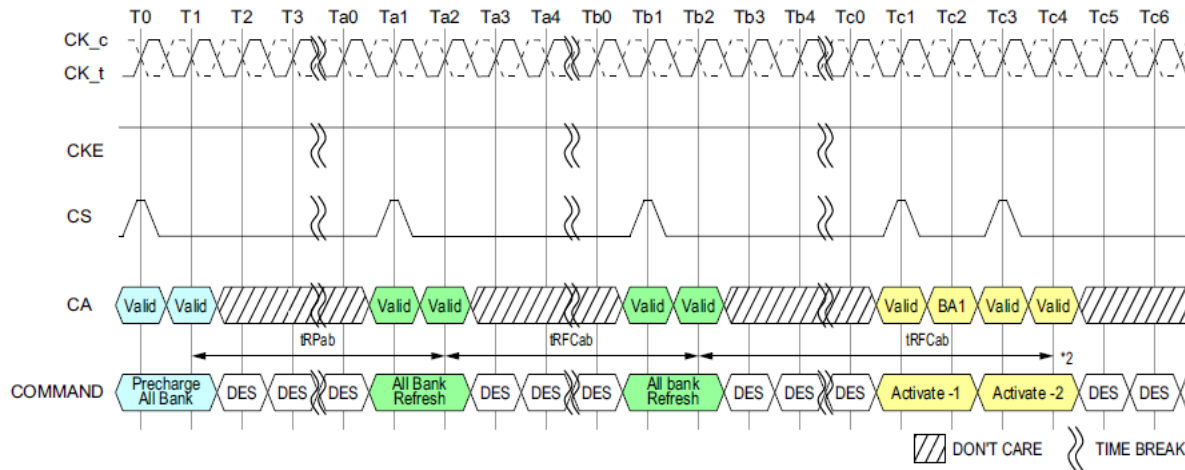 T0 T1 T2 T3 Ta0 Ta1 Ta2 Ta3 Ta4 Tb0 Tb1 Tb2 Tb3 Tb4 Tc0 Tc1 Tc2 Tc3 Tc4 Tc5 Tc6
CK_c
CK_t
CKE
CS
CA Valid Valid Valid Valid Valid Valid Valid BA1 Valid Valid
tRPab tRFCab tRFCab *2
COMMAND Precharge All Bank DES DES DES All Bank Refresh DES DES DES All bank Refresh DES DES DES Activate -1 Activate -2 DES DES
DON'T CARE TIME BREAK